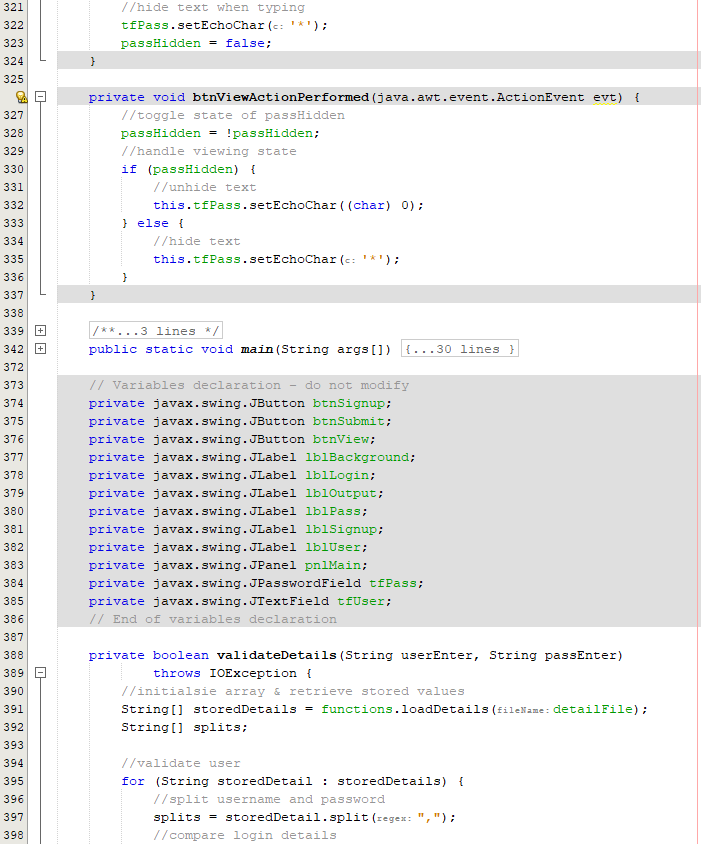 321 //hide text when typing
322 tfPass.setEchoChar(c: '*');
323 passHidden = false;
324 }
325
private void btnViewActionPerformed(java.awt.event.ActionEvent evt) {
327 //toggle state of passHidden
328 passHidden = !passHidden;
329 //handle viewing state
330 if (passHidden) {
331 //unhide text
332 this.tfPass.setEchoChar((char) 0);
333 } else {
334 //hide text
335 this.tfPass.setEchoChar(c: '*');
336 }
337 }
338
339 /**...3 lines */
342 public static void main(String args[]) {...30 lines }
372
373 // Variables declaration - do not modify
374 private javax.swing.JButton btnSignup;
375 private javax.swing.JButton btnSubmit;
376 private javax.swing.JButton btnView;
377 private javax.swing.JLabel lblBackground;
378 private javax.swing.JLabel lblLogin;
379 private javax.swing.JLabel lblOutput;
380 private javax.swing.JLabel lblPass;
381 private javax.swing.JLabel lblSignup;
382 private javax.swing.JLabel lblUser;
383 private javax.swing.JPanel pnlMain;
384 private javax.swing.JPasswordField tfPass;
385 private javax.swing.JTextField tfUser;
386 // End of variables declaration
387
388 private boolean validateDetails(String userEnter, String passEnter)
389 throws IOException {
390 //initialsie array & retrieve stored values
391 String[] storedDetails = functions.loadDetails(fileName: detailFile);
392 String[] splits;
393
394 //validate user
395 for (String storedDetail : storedDetails) {
396 //split username and password
397 splits = storedDetail.split(regex: ",");
398 //compare login details